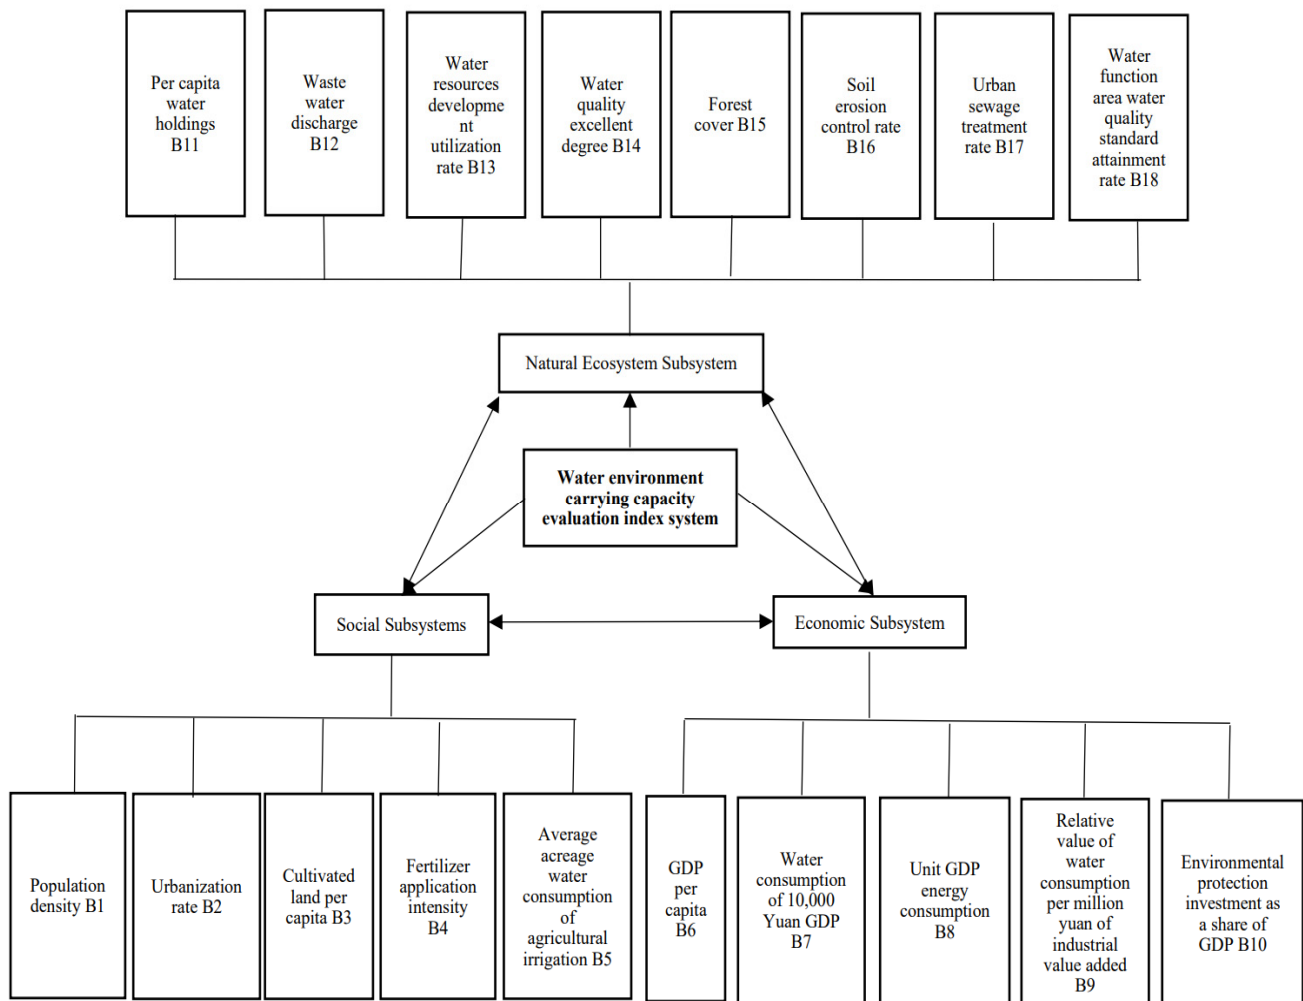 Per capita
water
holdings
B11
Waste
water
discharge
B12
Water
resources
developme
nt
utilization
rate B13
Water
quality
excellent
degree B14
Forest
cover B15
Soil
erosion
control rate
B16
Urban
sewage
treatment
rate B17
Water
function
area water
quality
standard
attainment
rate B18
Natural Ecosystem Subsystem
Water environment
carrying capacity
evaluation index system
Social Subsystems
Economic Subsystem
Population
density B1
Urbanization
rate B2
Cultivated
land per
capita B3
Fertilizer
application
intensity
B4
Average
acreage
water
consumption
of
agricultural
irrigation B5
GDP
per
capita
B6
Water
consumption
of 10,000
Yuan GDP
B7
Unit GDP
energy
consumption
B8
Relative
value of
water
consumption
per million
yuan of
industrial
value added
B9
Environmental
protection
investment as
a share of
GDP B10